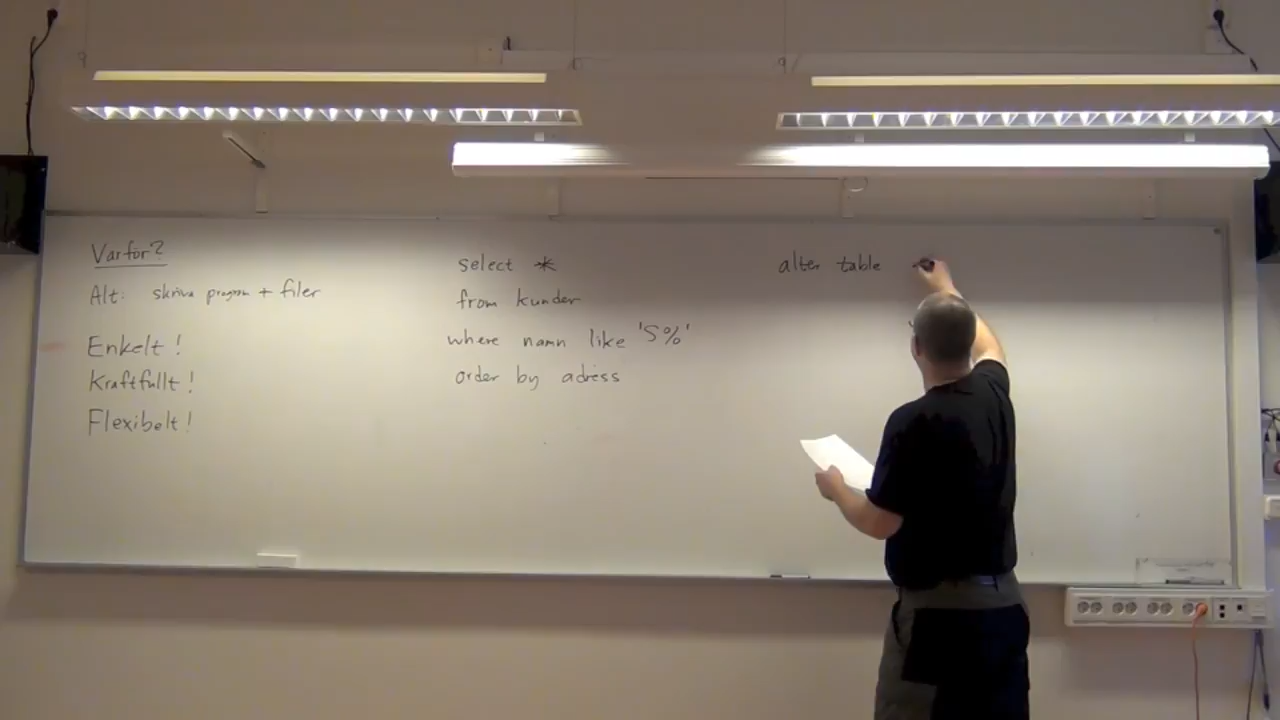 Varför?
Alt: skriva program + filer
Enkelt!
Kraftfullt!
Flexibelt!
select *
from kunder
where namn like 'S%'
order by adress
alter table